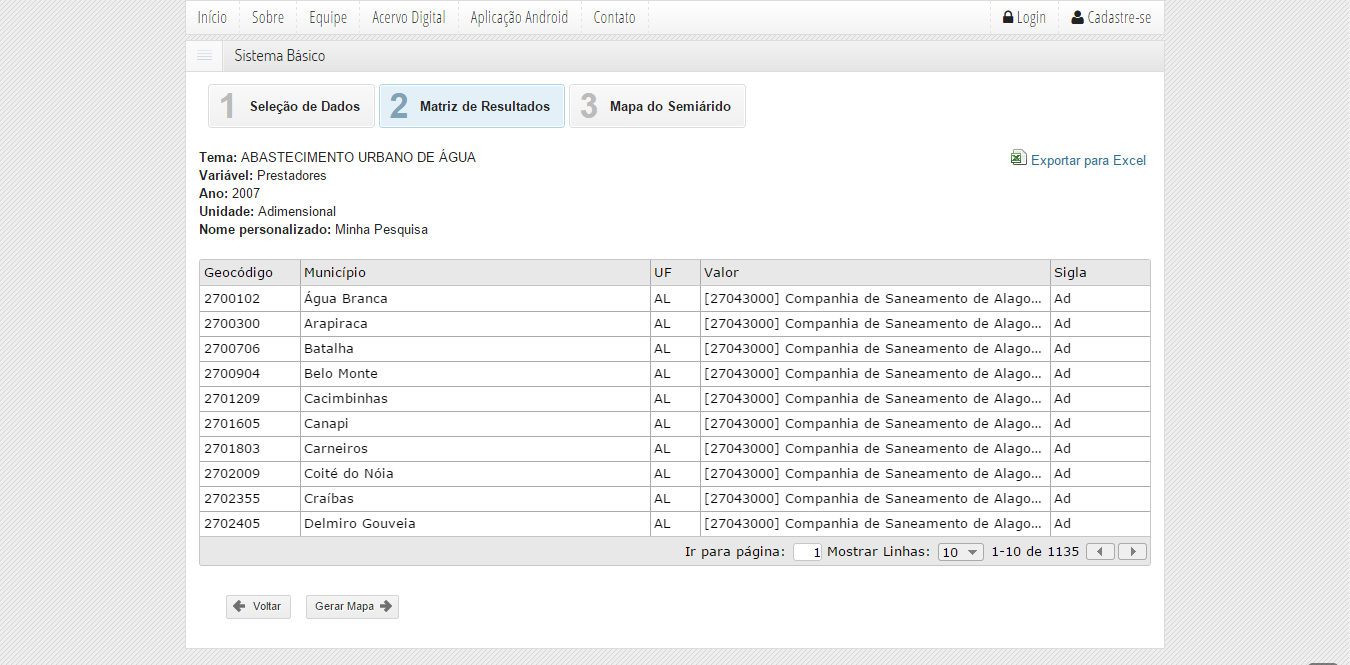 Início Sobre Equipe Acervo Digital Aplicação Android Contato Login Cadastre-se
Sistema Básico
1 Seleção de Dados 2 Matriz de Resultados 3 Mapa do Semiárido
Tema: ABASTECIMENTO URBANO DE ÁGUA
Exportar para Excel
Variável: Prestadores
Ano: 2007
Unidade: Adimensional
Nome personalizado: Minha Pesquisa
Geocódigo Município UF Valor Sigla
2700102 Água Branca AL [27043000] Companhia de Saneamento de Alago... Ad
2700300 Arapiraca AL [27043000] Companhia de Saneamento de Alago... Ad
2700706 Batalha AL [27043000] Companhia de Saneamento de Alago... Ad
2700904 Belo Monte AL [27043000] Companhia de Saneamento de Alago... Ad
2701209 Cacimbinhas AL [27043000] Companhia de Saneamento de Alago... Ad
2701605 Canapi AL [27043000] Companhia de Saneamento de Alago... Ad
2701803 Carneiros AL [27043000] Companhia de Saneamento de Alago... Ad
2702009 Coité do Nóia AL [27043000] Companhia de Saneamento de Alago... Ad
2702355 Craíbas AL [27043000] Companhia de Saneamento de Alago... Ad
2702405 Delmiro Gouveia AL [27043000] Companhia de Saneamento de Alago... Ad
Ir para página: 1 Mostrar Linhas: 10 1-10 de 1135
Voltar Gerar Mapa